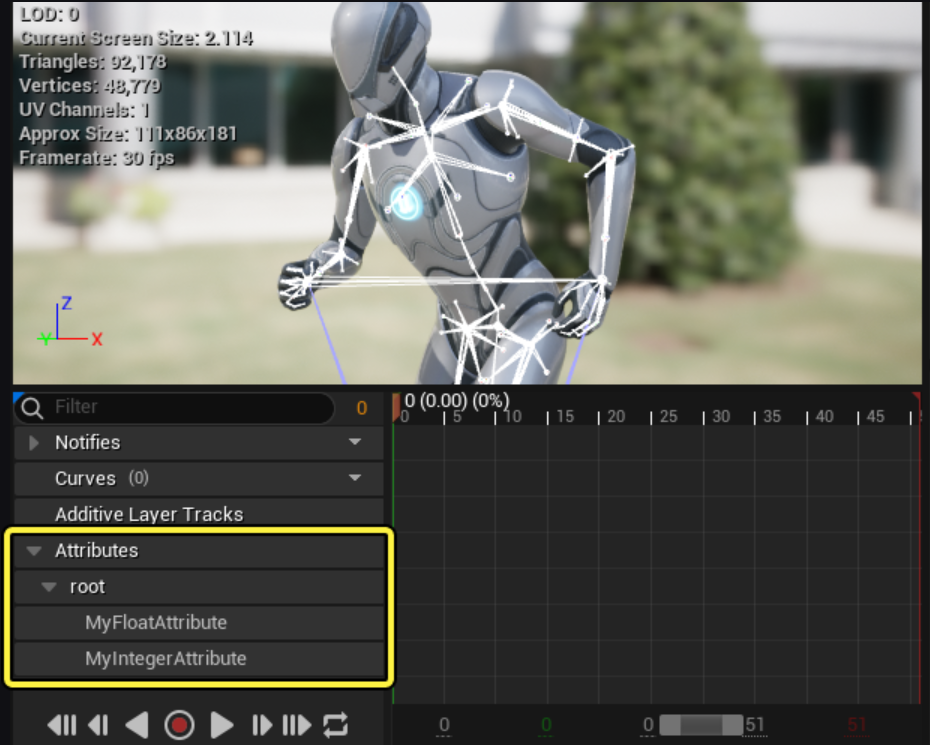 LOD: 0
Current Screen Size: 2.114
Triangles: 92,178
Vertices: 48,779
UV Channels: 1
Approx Size: 111x86x181
Framerate: 30 fps
Z
Y X
Filter 0
0 (0.00) (0%)
0 5 10 15 20 25 30 35 40 45
Notifies
Curves (0)
Additive Layer Tracks
Attributes
root
MyFloatAttribute
MyIntegerAttribute
0 0 0 51 51